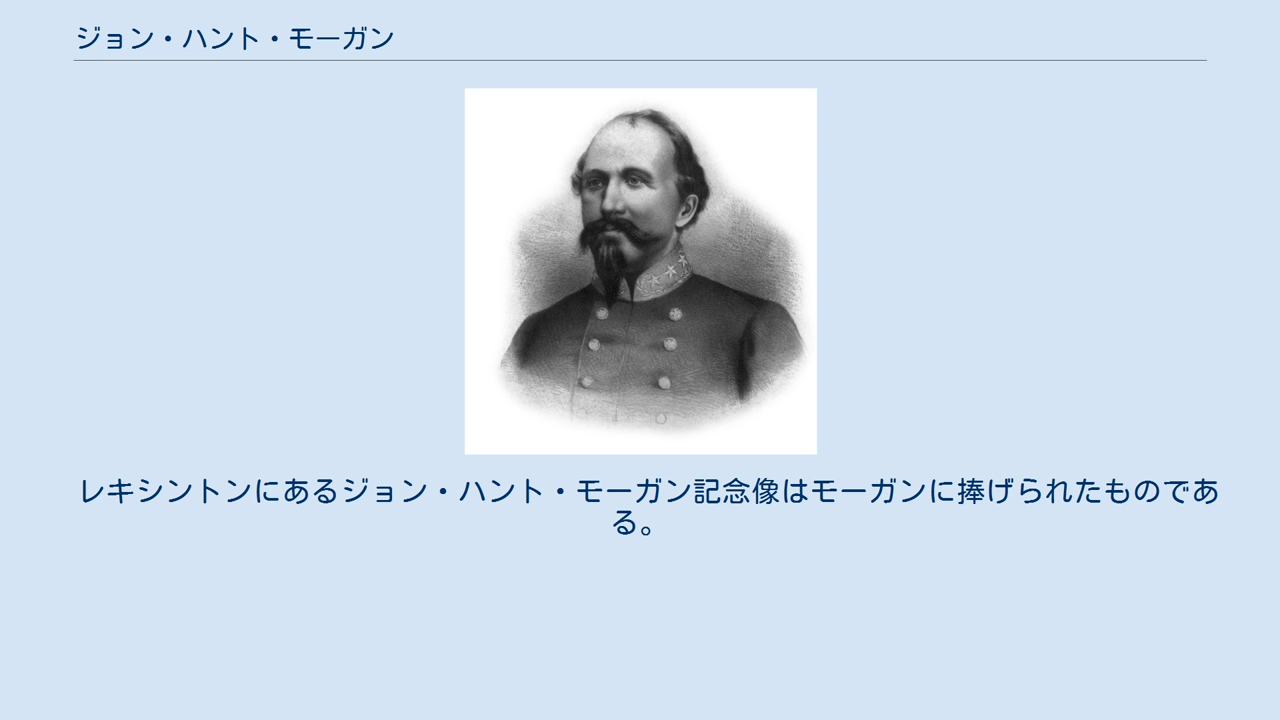 ジョン・ハント・モーガン
レキシントンにあるジョン・ハント・モーガン記念像はモーガンに捧げられたものであ
る。